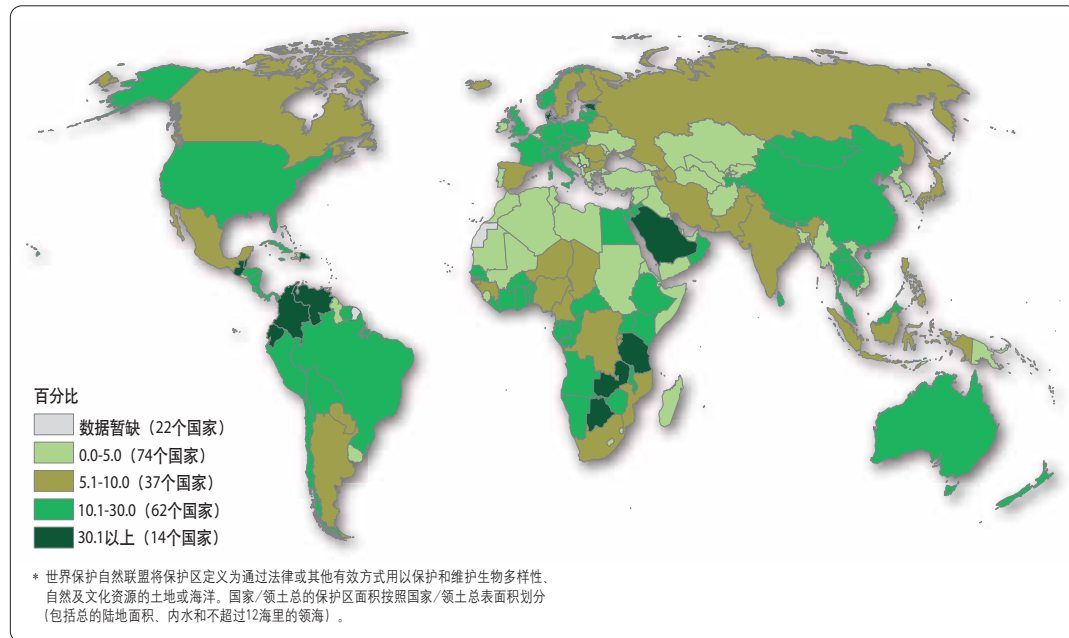 百分比
数据暂缺（22个国家）
0.0-5.0（74个国家）
5.1-10.0（37个国家）
10.1-30.0（62个国家）
30.1以上（14个国家）
* 世界保护自然联盟将保护区定义为通过法律或其他有效方式用以保护和维护生物多样性、
自然及文化资源的土地或海洋。国家/领土总的保护区面积按照国家/领土总表面积划分
（包括总的陆地面积、内水和不超过12海里的领海）。